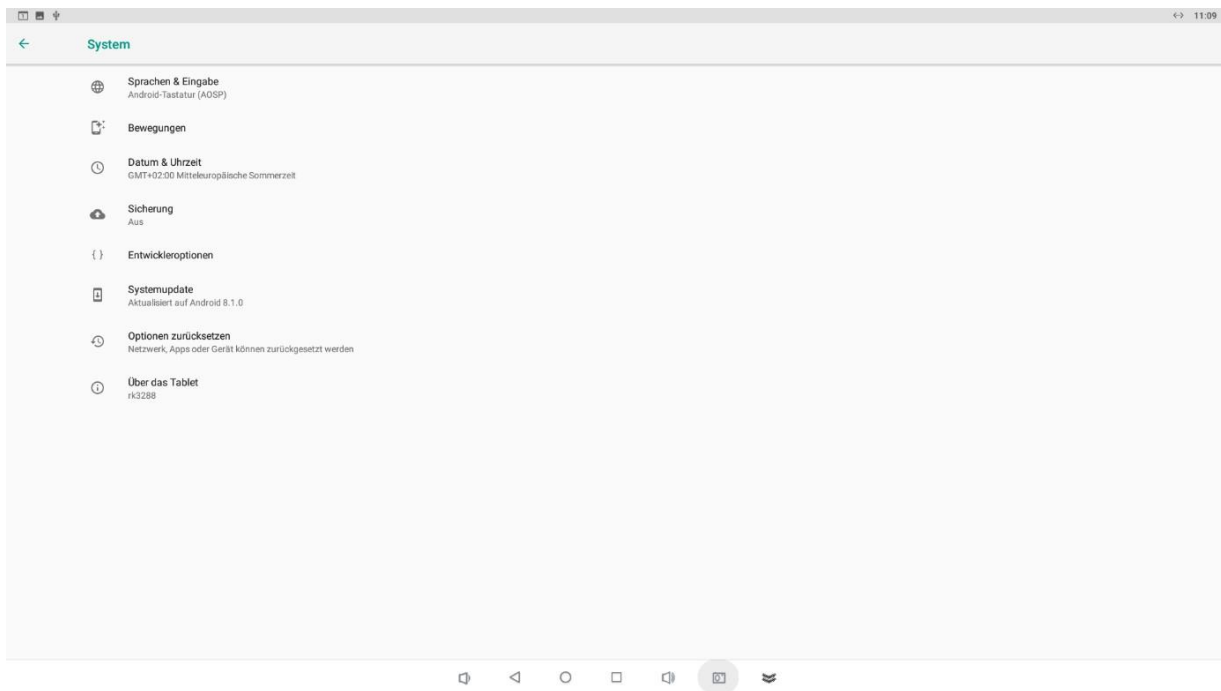 11:09
System
Sprachen & Eingabe
Android-Tastatur (AOSP)
Bewegungen
Datum & Uhrzeit
GMT+02:00 Mitteleuropäische Sommerzeit
Sicherung
Aus
{ } Entwickleroptionen
Systemupdate
Aktualisiert auf Android 8.1.0
Optionen zurücksetzen
Netzwerk, Apps oder Gerät können zurückgesetzt werden
Über das Tablet
rk3288